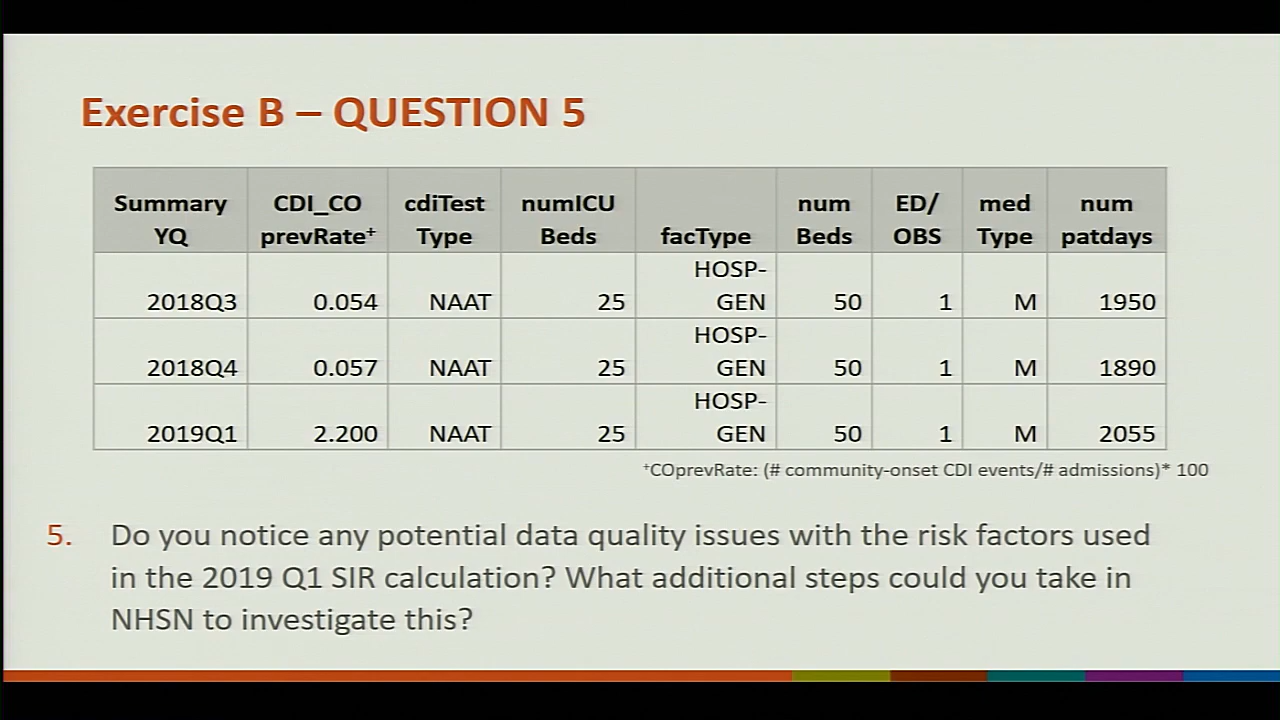 Exercise B – QUESTION 5
Summary YQ CDI_CO prevRate+ cdiTest Type numICU Beds facType num Beds ED/ OBS med Type num patdays
2018Q3 0.054 NAAT 25 HOSP-GEN 50 1 M 1950
2018Q4 0.057 NAAT 25 HOSP-GEN 50 1 M 1890
2019Q1 2.200 NAAT 25 HOSP-GEN 50 1 M 2055
+COprevRate: (# community-onset CDI events/# admissions)* 100
5. Do you notice any potential data quality issues with the risk factors used
in the 2019 Q1 SIR calculation? What additional steps could you take in
NHSN to investigate this?